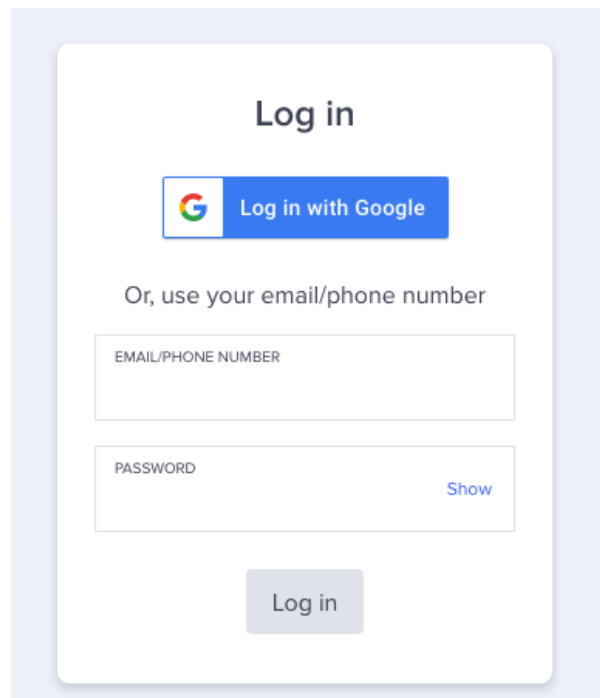 Log in
Log in with Google
Or, use your email/phone number
EMAIL/PHONE NUMBER
PASSWORD
Show
Log in